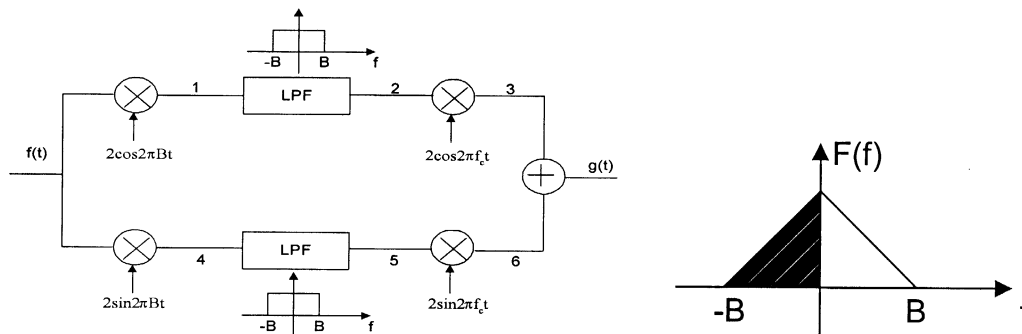 -B B f
1 LPF 2 3
2cos2πBt 2cos2πf_ct
f(t) g(t)
4 LPF 5 6
2sin2πBt 2sin2πf_ct
-B B f
F(f)
-B B